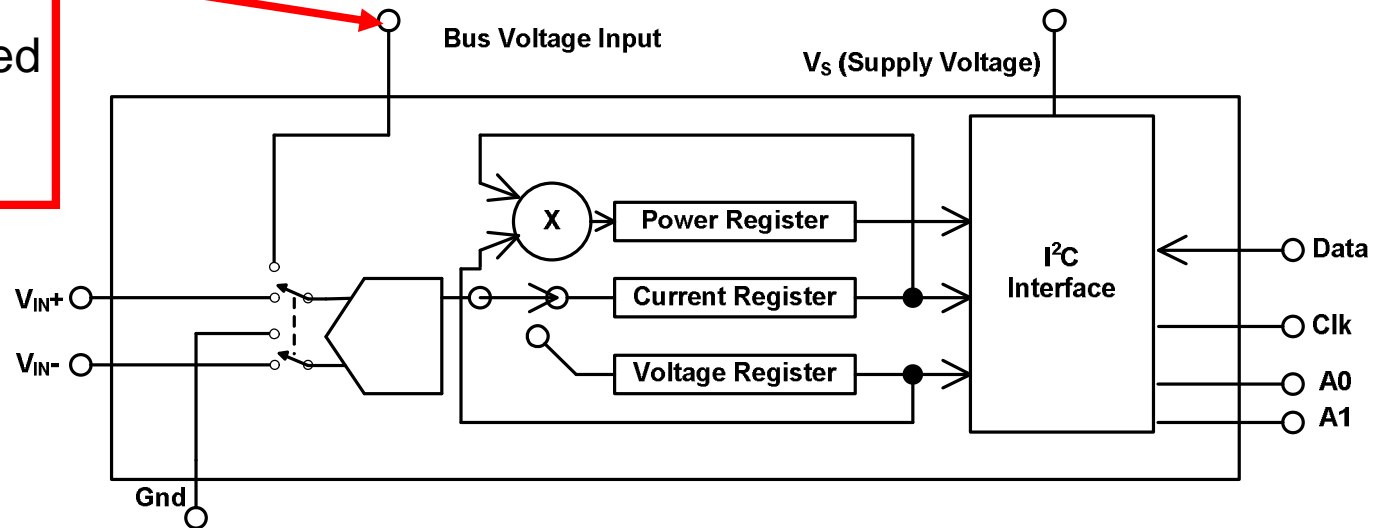 ed
Bus Voltage Input
VS (Supply Voltage)
X
Power Register
Current Register
Voltage Register
I2C
Interface
VIN+
VIN-
Gnd
Data
Clk
A0
A1